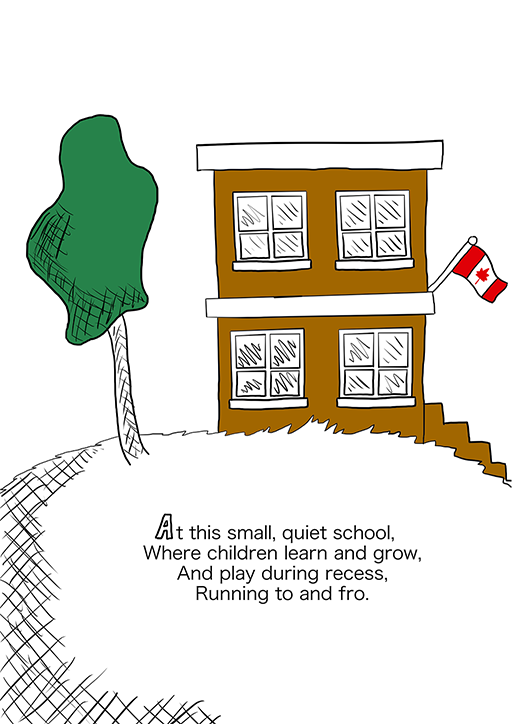 At this small, quiet school,
Where children learn and grow,
And play during recess,
Running to and fro.